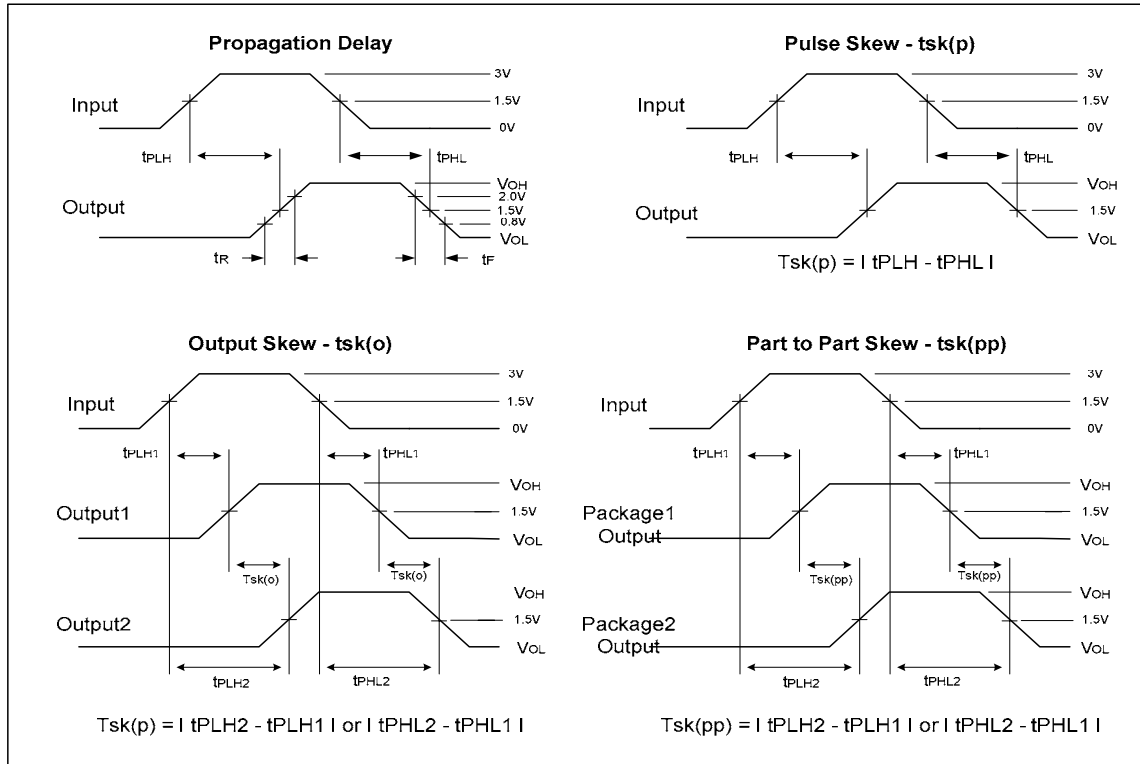 Propagation Delay
3V
Input
1.5V
0V
tPLH
tPHL
VOH
2.0V
Output
1.5V
0.8V
VOL
tR
tF
Pulse Skew - tsk(p)
3V
Input
1.5V
0V
tPLH
tPHL
VOH
Output
1.5V
VOL
Tsk(p) = I tPLH - tPHL I
Output Skew - tsk(o)
3V
Input
1.5V
0V
tPLH1
tPHL1
VOH
Output1
1.5V
VOL
Tsk(o)
Tsk(o)
VOH
Output2
1.5V
VOL
tPLH2
tPHL2
Tsk(p) = I tPLH2 - tPLH1 I or I tPHL2 - tPHL1 I
Part to Part Skew - tsk(pp)
3V
Input
1.5V
0V
tPLH1
tPHL1
VOH
Package1
1.5V
Output
VOL
Tsk(pp)
Tsk(pp)
VOH
Package2
1.5V
Output
VOL
tPLH2
tPHL2
Tsk(pp) = I tPLH2 - tPLH1 I or I tPHL2 - tPHL1 I